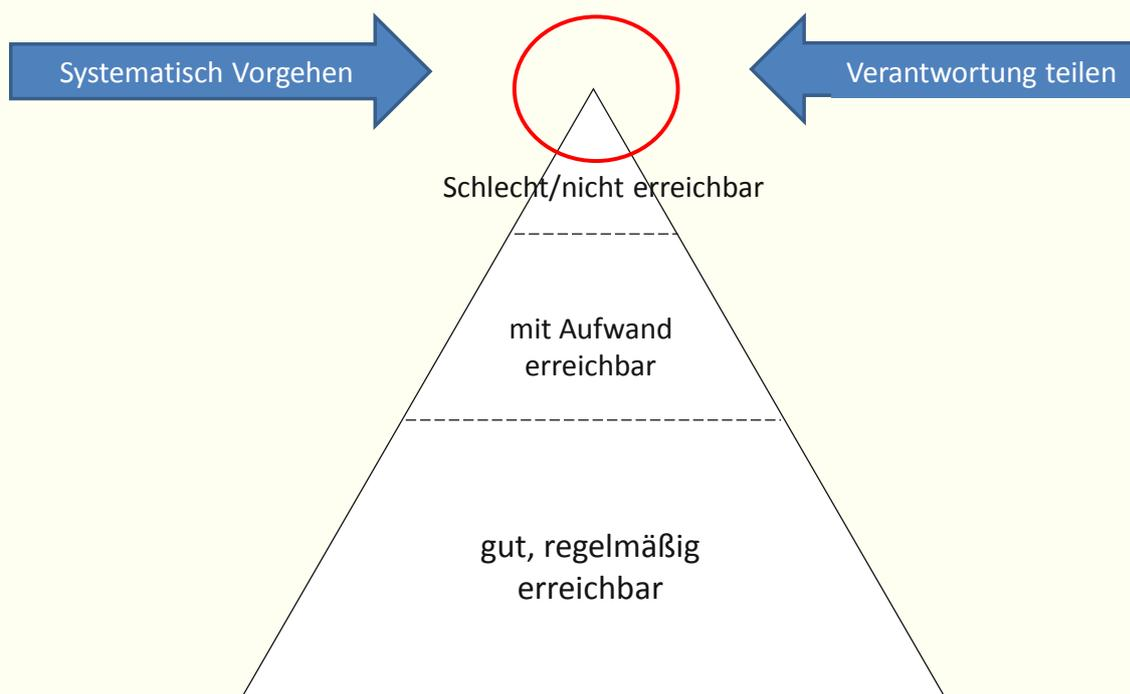 Systematisch Vorgehen
Verantwortung teilen
Schlecht/nicht erreichbar
mit Aufwand
erreichbar
gut, regelmäßig
erreichbar